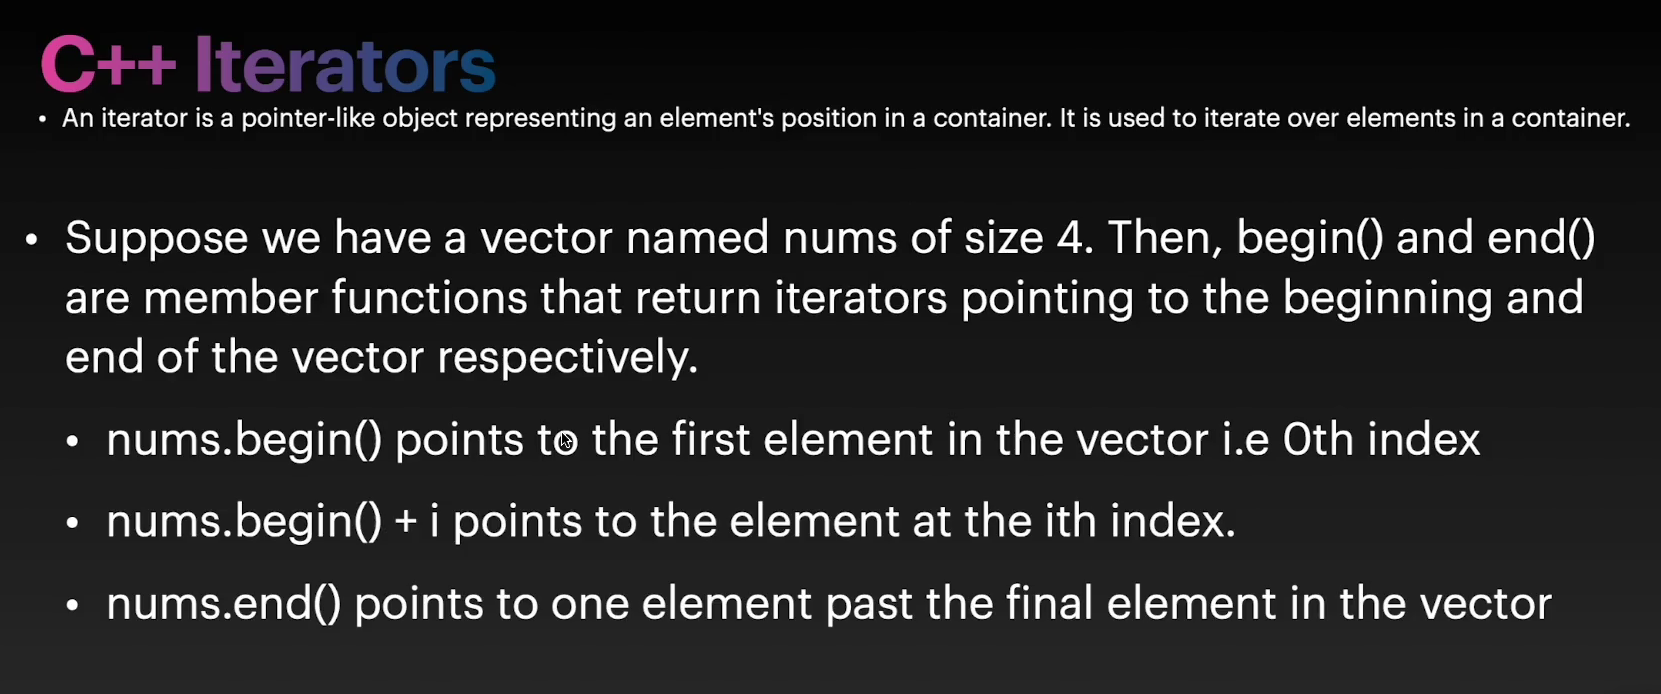 C++ Iterators
• An iterator is a pointer-like object representing an element's position in a container. It is used to iterate over elements in a container.
• Suppose we have a vector named nums of size 4. Then, begin() and end()
are member functions that return iterators pointing to the beginning and
end of the vector respectively.
• nums.begin() points to the first element in the vector i.e 0th index
• nums.begin() + i points to the element at the ith index.
• nums.end() points to one element past the final element in the vector